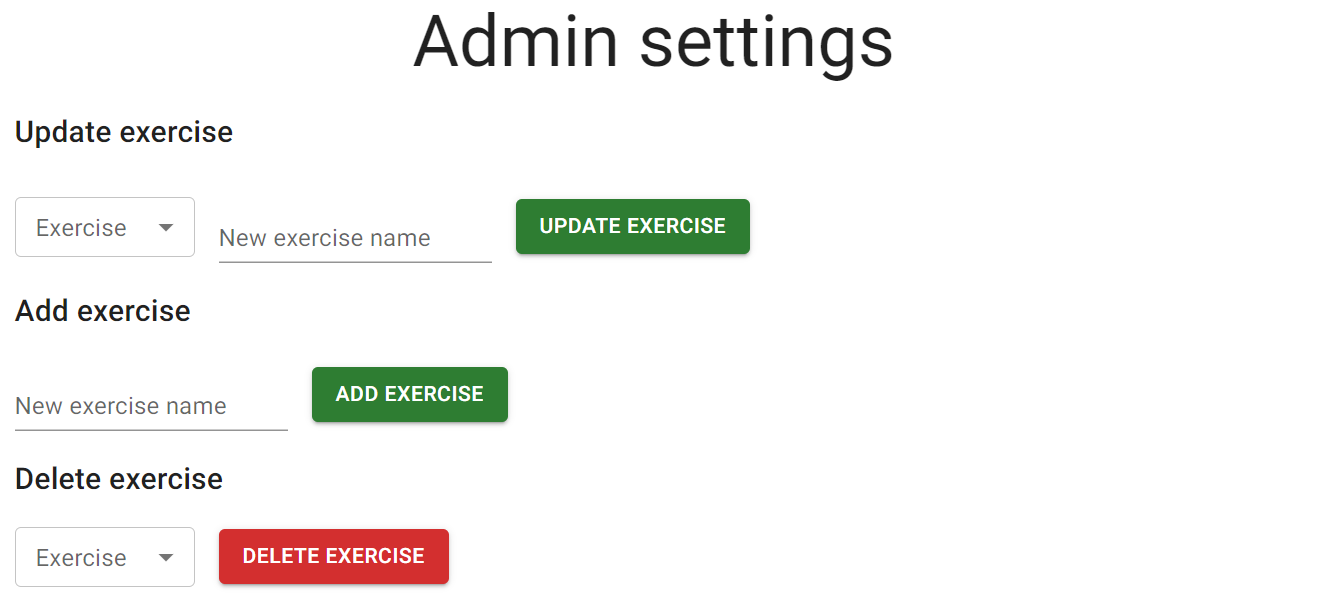 Admin settings
Update exercise
Exercise New exercise name UPDATE EXERCISE
Add exercise
New exercise name ADD EXERCISE
Delete exercise
Exercise DELETE EXERCISE